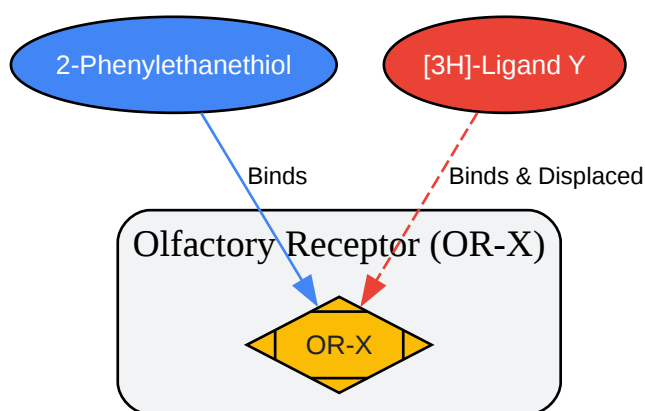 2-Phenylethanethiol
[3H]-Ligand Y
Binds
Binds & Displaced
Olfactory Receptor (OR-X)
OR-X